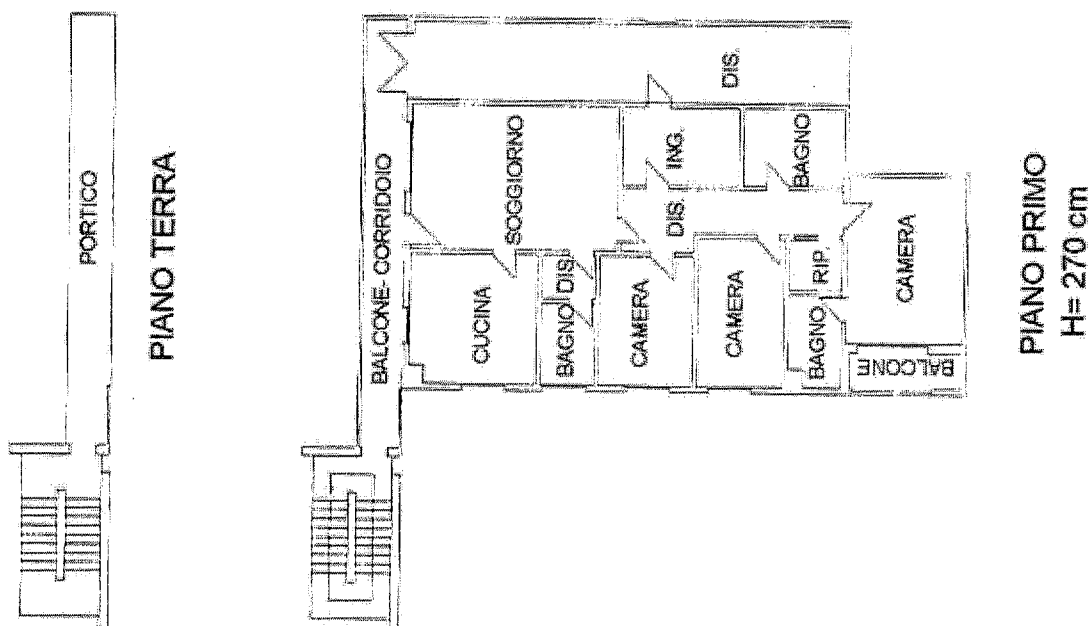 PORTICO
PIANO TERRA
BALCONE- CORRIDOIO
CUCINA
SOGGIORNO
BAGNO
DIS.
CAMERA
DIS.
ING.
DIS.
CAMERA
BAGNO
RIP.
BAGNO
CAMERA
BALCONE
PIANO PRIMO
H= 270 cm